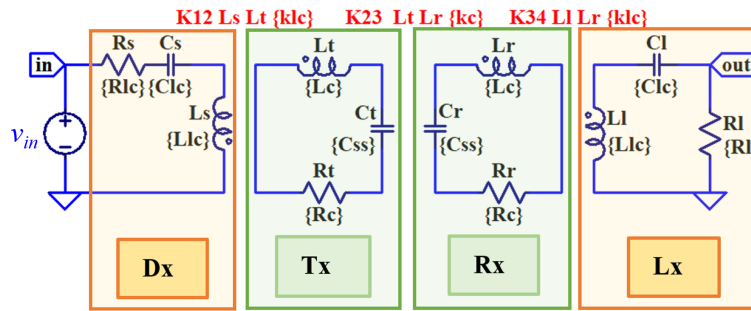 K12 Ls Lt {klc} K23 Lt Lr {kc} K34 Ll Lr {klc}
in
Rs
Cs
{Rlc}
{Clc}
Ls
{Llc}
vin
Lt
{Lc}
Ct
{Css}
Rt
{Rc}
Lr
{Lc}
Cr
{Css}
Rr
{Rc}
Cl
{Clc}
out
Ll
{Llc}
Rl
{Rl
Dx
Tx
Rx
Lx